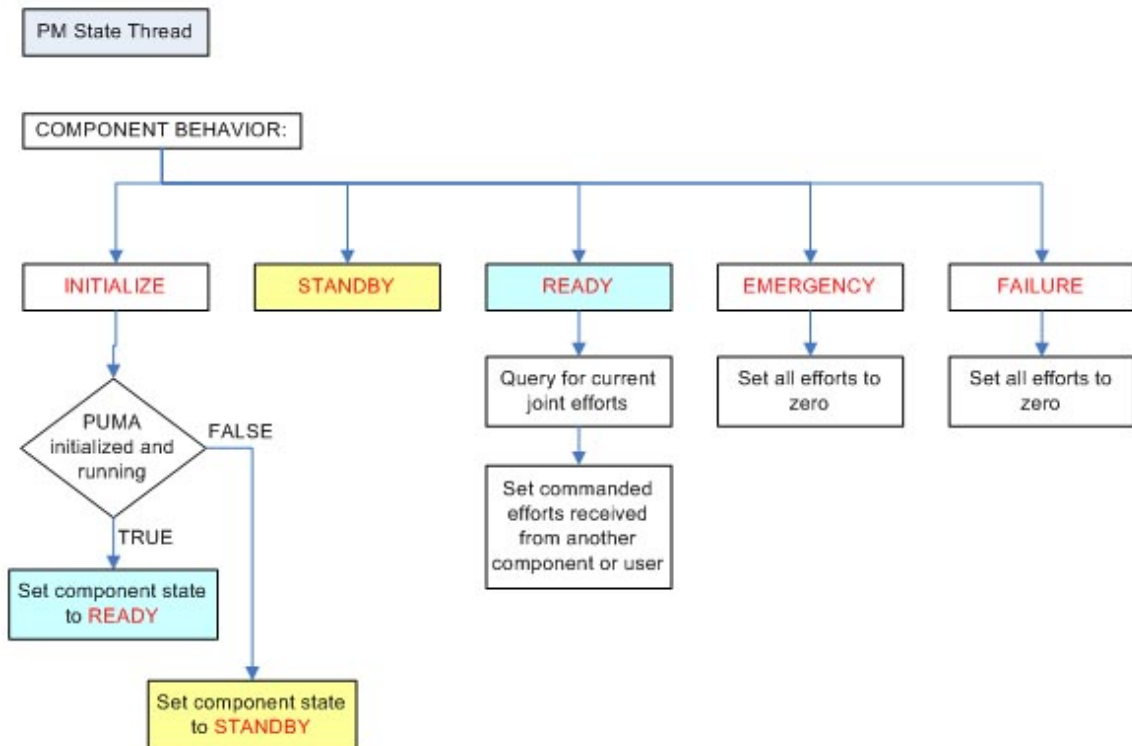 PM State Thread
COMPONENT BEHAVIOR:
INITIALIZE
STANDBY
READY
EMERGENCY
FAILURE
Query for current
joint efforts
Set all efforts to
zero
Set all efforts to
zero
PUMA
initialized and
running
FALSE
TRUE
Set commanded
efforts received
from another
component or user
Set component state
to READY
Set component state
to STANDBY